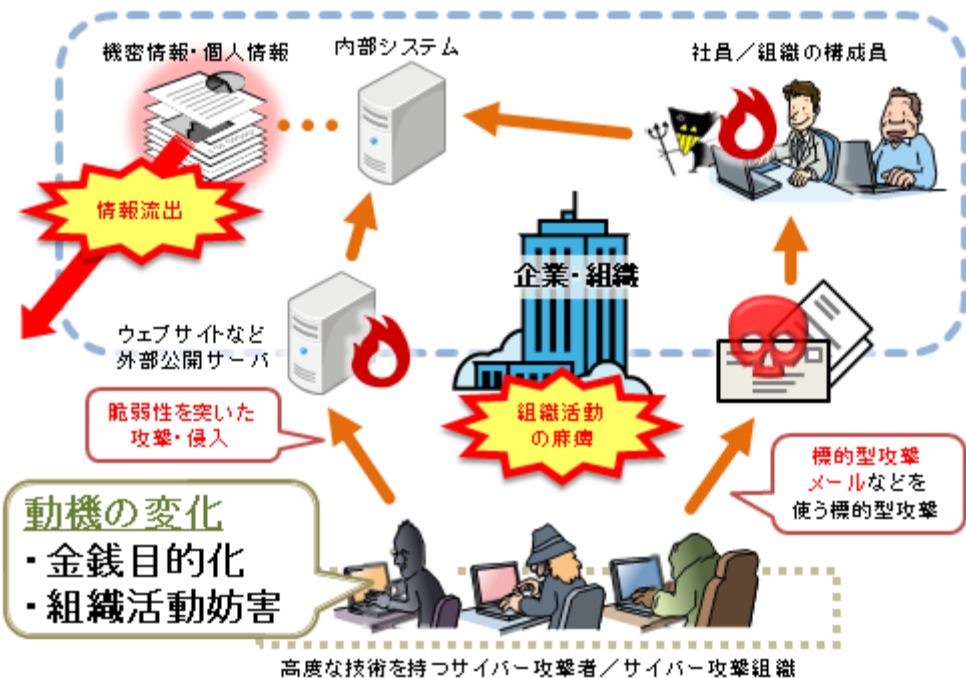 機密情報・個人情報
内部システム
社員／組織の構成員
情報流出
企業・組織
ウェブサイトなど
外部公開サーバ
脆弱性を突いた
攻撃・侵入
組織活動
の麻痺
標的型攻撃
メールなどを
使う標的型攻撃
動機の変化
・金銭目的化
・組織活動妨害
高度な技術を持つサイバー攻撃者／サイバー攻撃組織